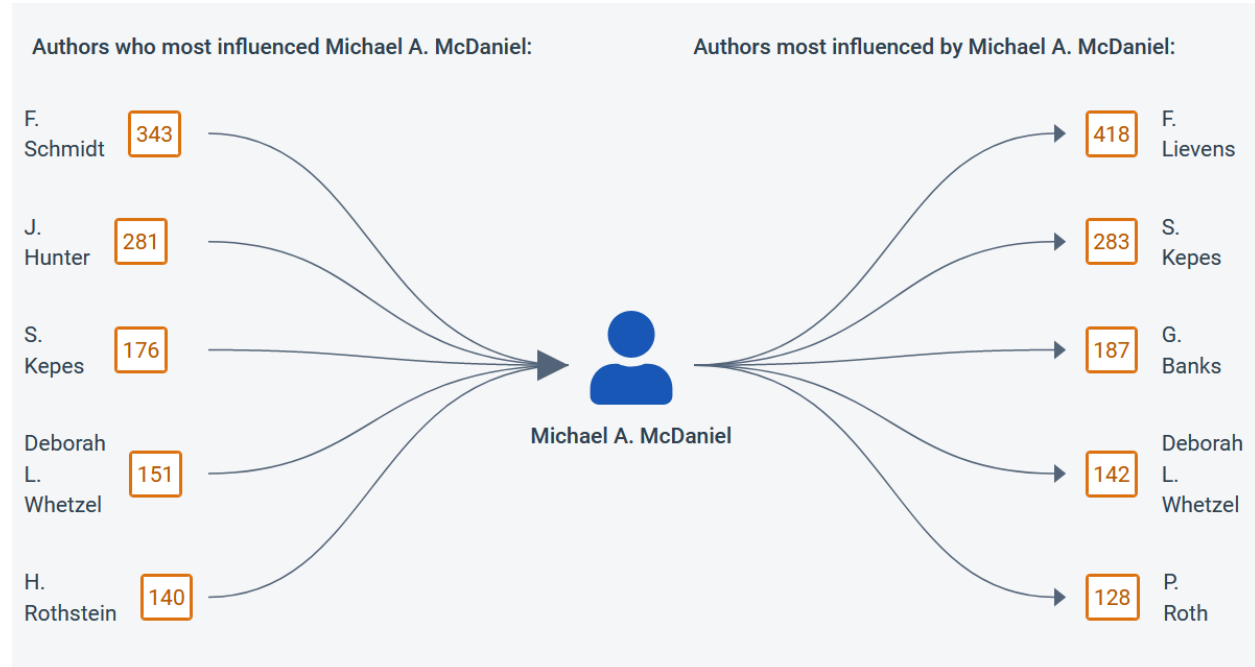 Authors who most influenced Michael A. McDaniel:
F.
Schmidt
343
J.
Hunter
281
S.
Kepes
176
Deborah
L.
Whetzel
151
H.
Rothstein
140
Michael A. McDaniel
Authors most influenced by Michael A. McDaniel:
418
F.
Lievens
283
S.
Kepes
187
G.
Banks
142
Deborah
L.
Whetzel
128
P.
Roth